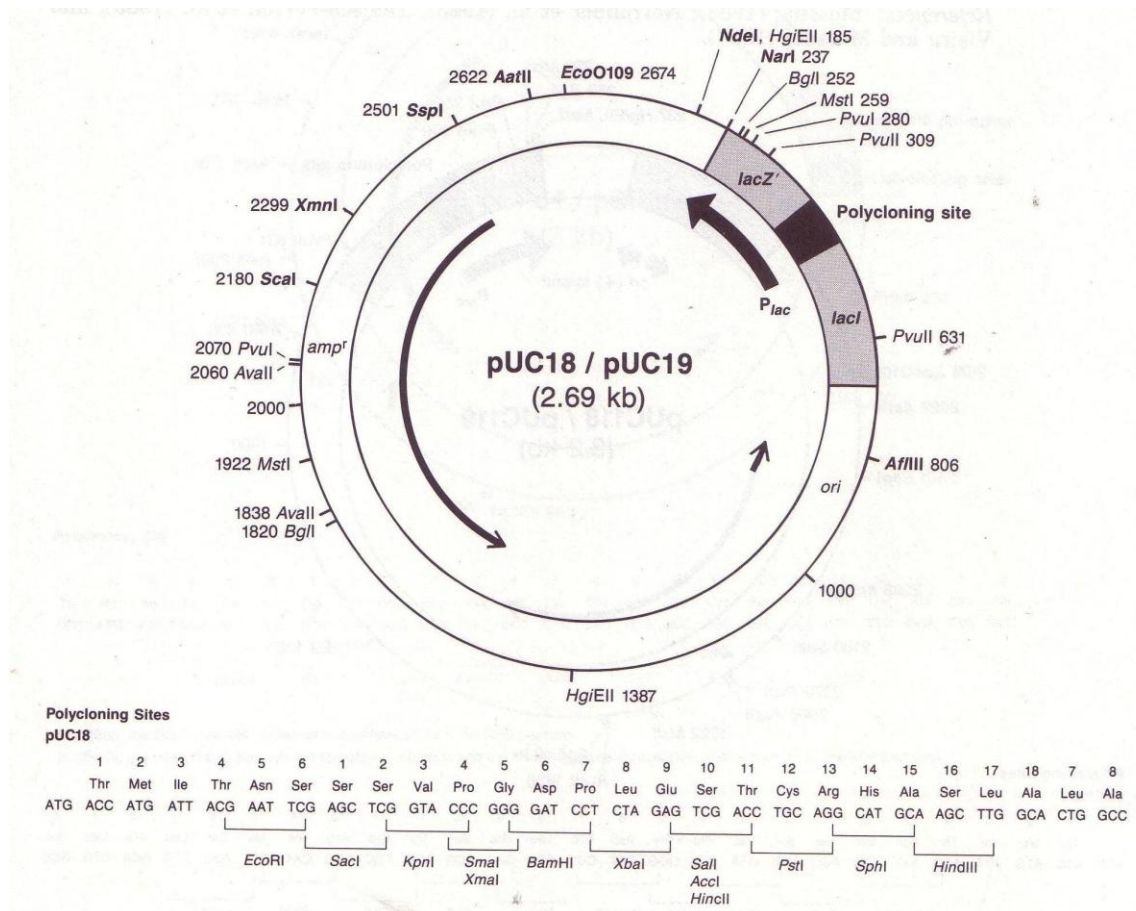 NdeI, HgiEII 185
NarI 237
BglI 252
MstI 259
PvuI 280
PvuII 309
2622 AatII
EcoO109 2674
2501 SspI
lacZ'
Polycloning site
2299 XmnI
2180 ScaI
Plac
lacI
PvuII 631
2070 PvuI
ampr
2060 AvaII
pUC18 / pUC19
(2.69 kb)
2000
1922 MstI
AflIII 806
ori
1838 AvaII
1820 BglI
1000
HgiEII 1387
Polycloning Sites
pUC18
1 2 3 4 5 6 1 2 3 4 5 6 7 8 9 10 11 12 13 14 15 16 17 18 7 8
Thr Met Ile Thr Asn Ser Ser Ser Val Pro Gly Asp Pro Leu Glu Ser Thr Cys Arg His Ala Ser Leu Ala Leu Ala
ATG ACC ATG ATT ACG AAT TCG AGC TCG GTA CCC GGG GAT CCT CTA GAG TCG ACC TGC AGG CAT GCA AGC TTG GCA CTG GCC
EcoRI SacI KpnI SmaI BamHI XbaI SalI PstI SphI HindIII
XmaI AccI
HincII